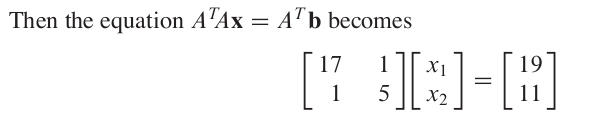 Then the equation AᵀAx = Aᵀb becomes
[17 1] [x₁] = [19]
[1 5] [x₂] [11]